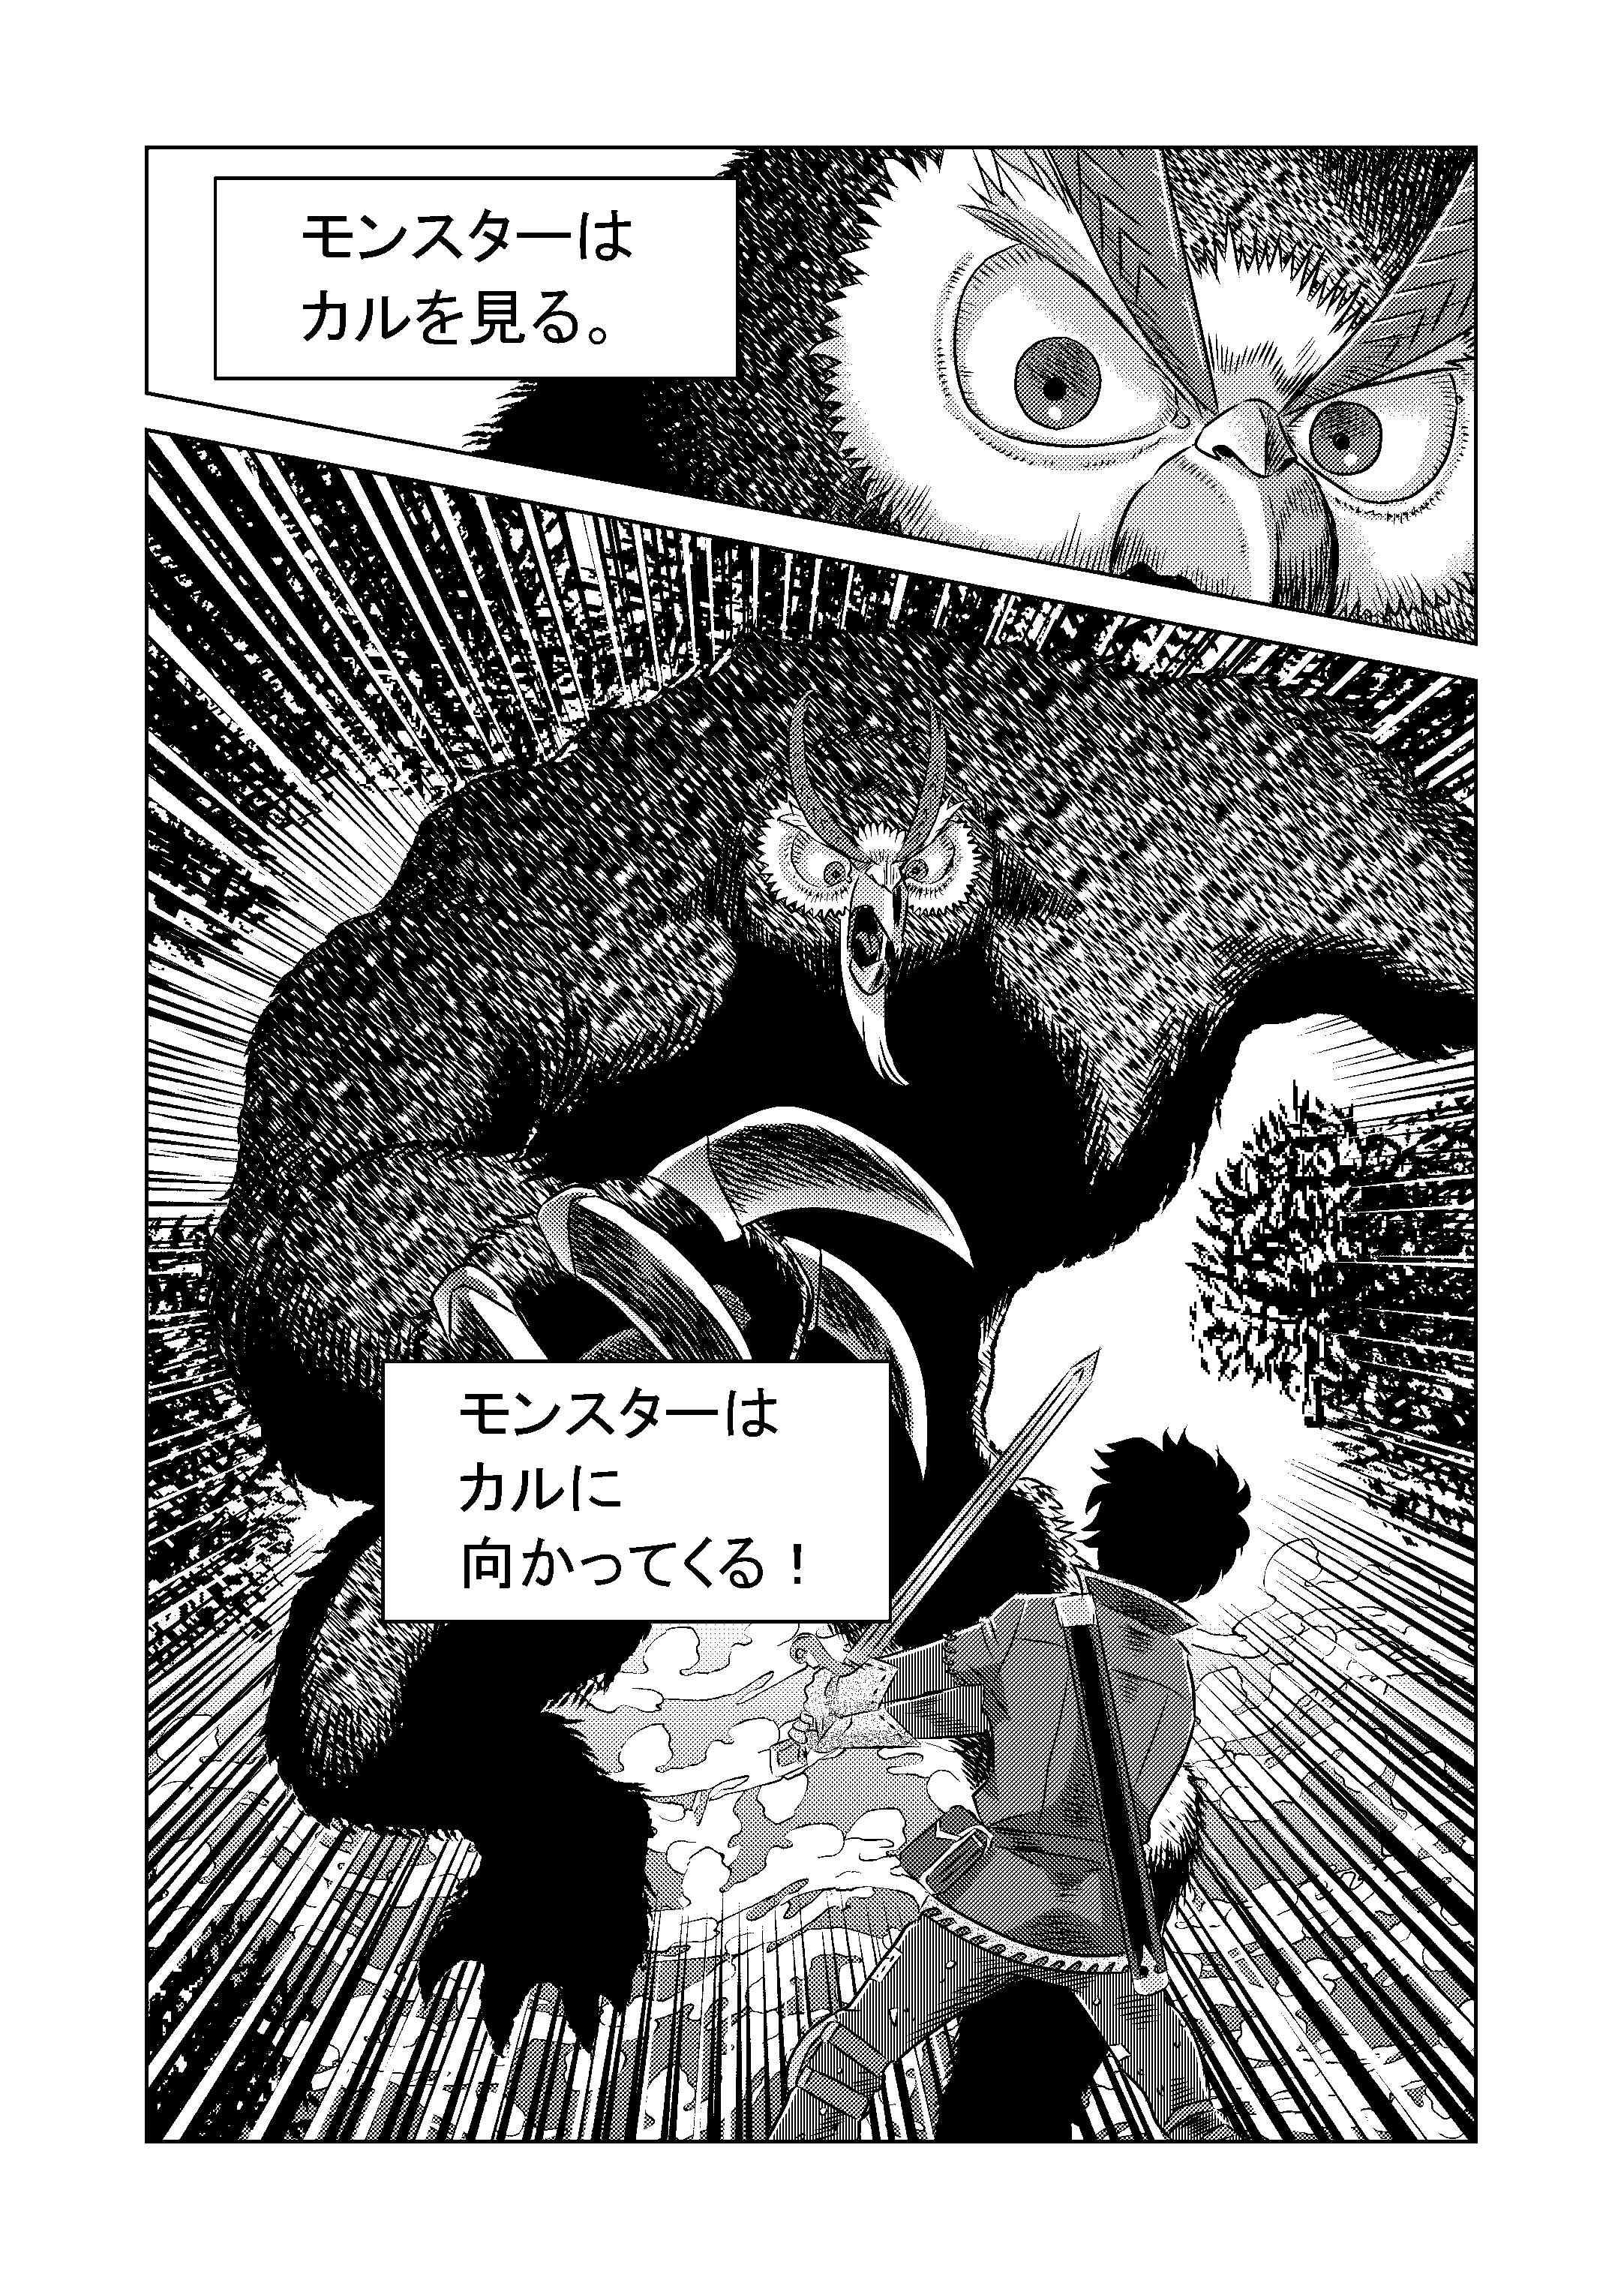 モンスターは
カルを見る。
モンスターは
カルに
向かってくる！